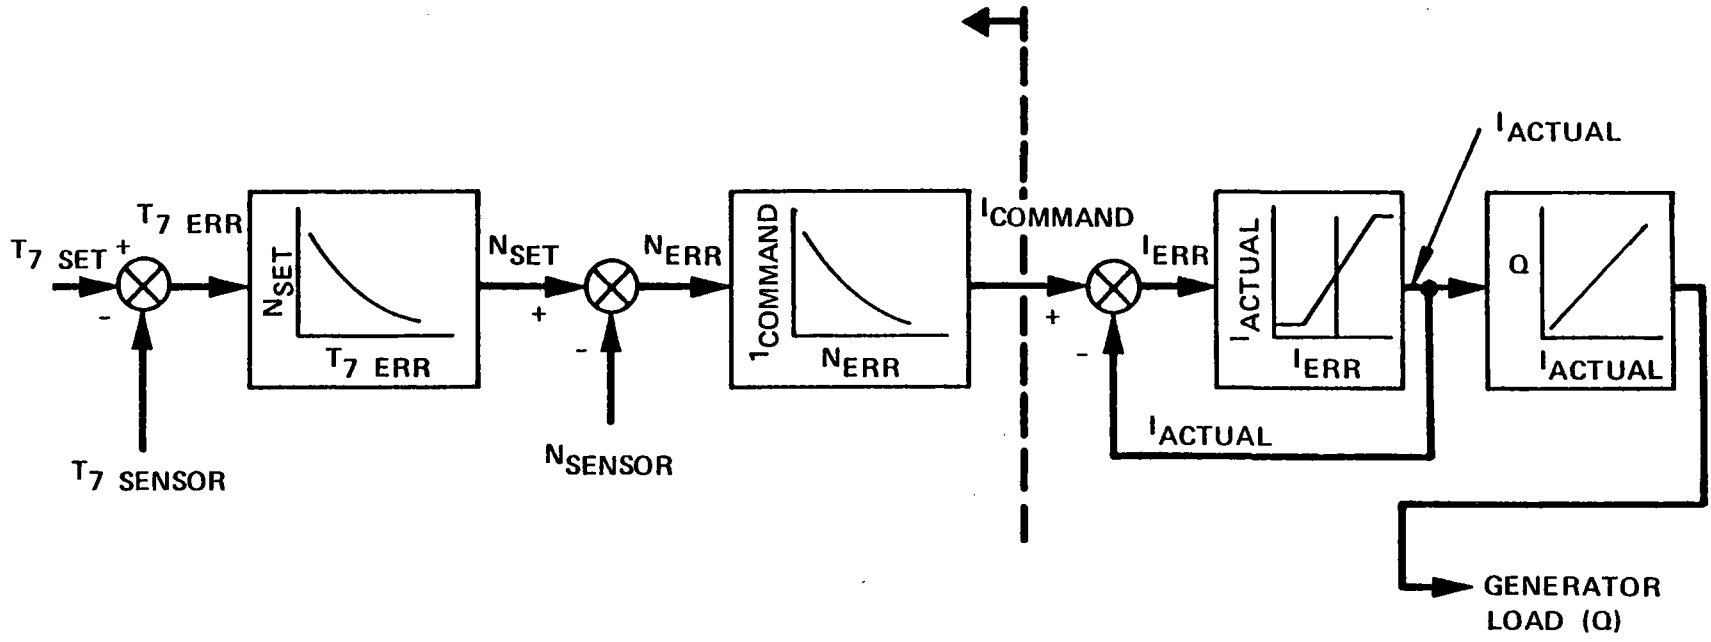 T7 SET
+
-
T7 SENSOR
T7 ERR
NSET
T7 ERR
NSET
+
-
NSENSOR
NERR
ICOMMAND
NERR
ICOMMAND
+
-
IERR
IACTUAL
IERR
IACTUAL
IACTUAL
Q
IACTUAL
GENERATOR
LOAD (Q)